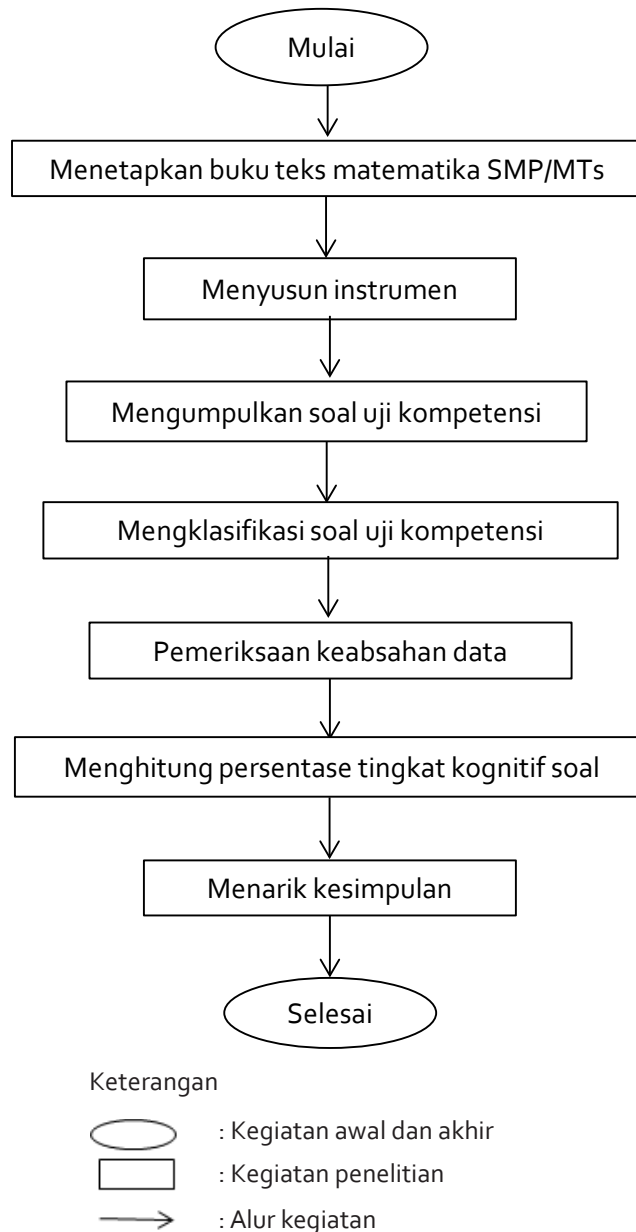 Mulai
Menetapkan buku teks matematika SMP/MTs
Menyusun instrumen
Mengumpulkan soal uji kompetensi
Mengklasifikasi soal uji kompetensi
Pemeriksaan keabsahan data
Menghitung persentase tingkat kognitif soal
Menarik kesimpulan
Selesai
Keterangan
: Kegiatan awal dan akhir
: Kegiatan penelitian
: Alur kegiatan